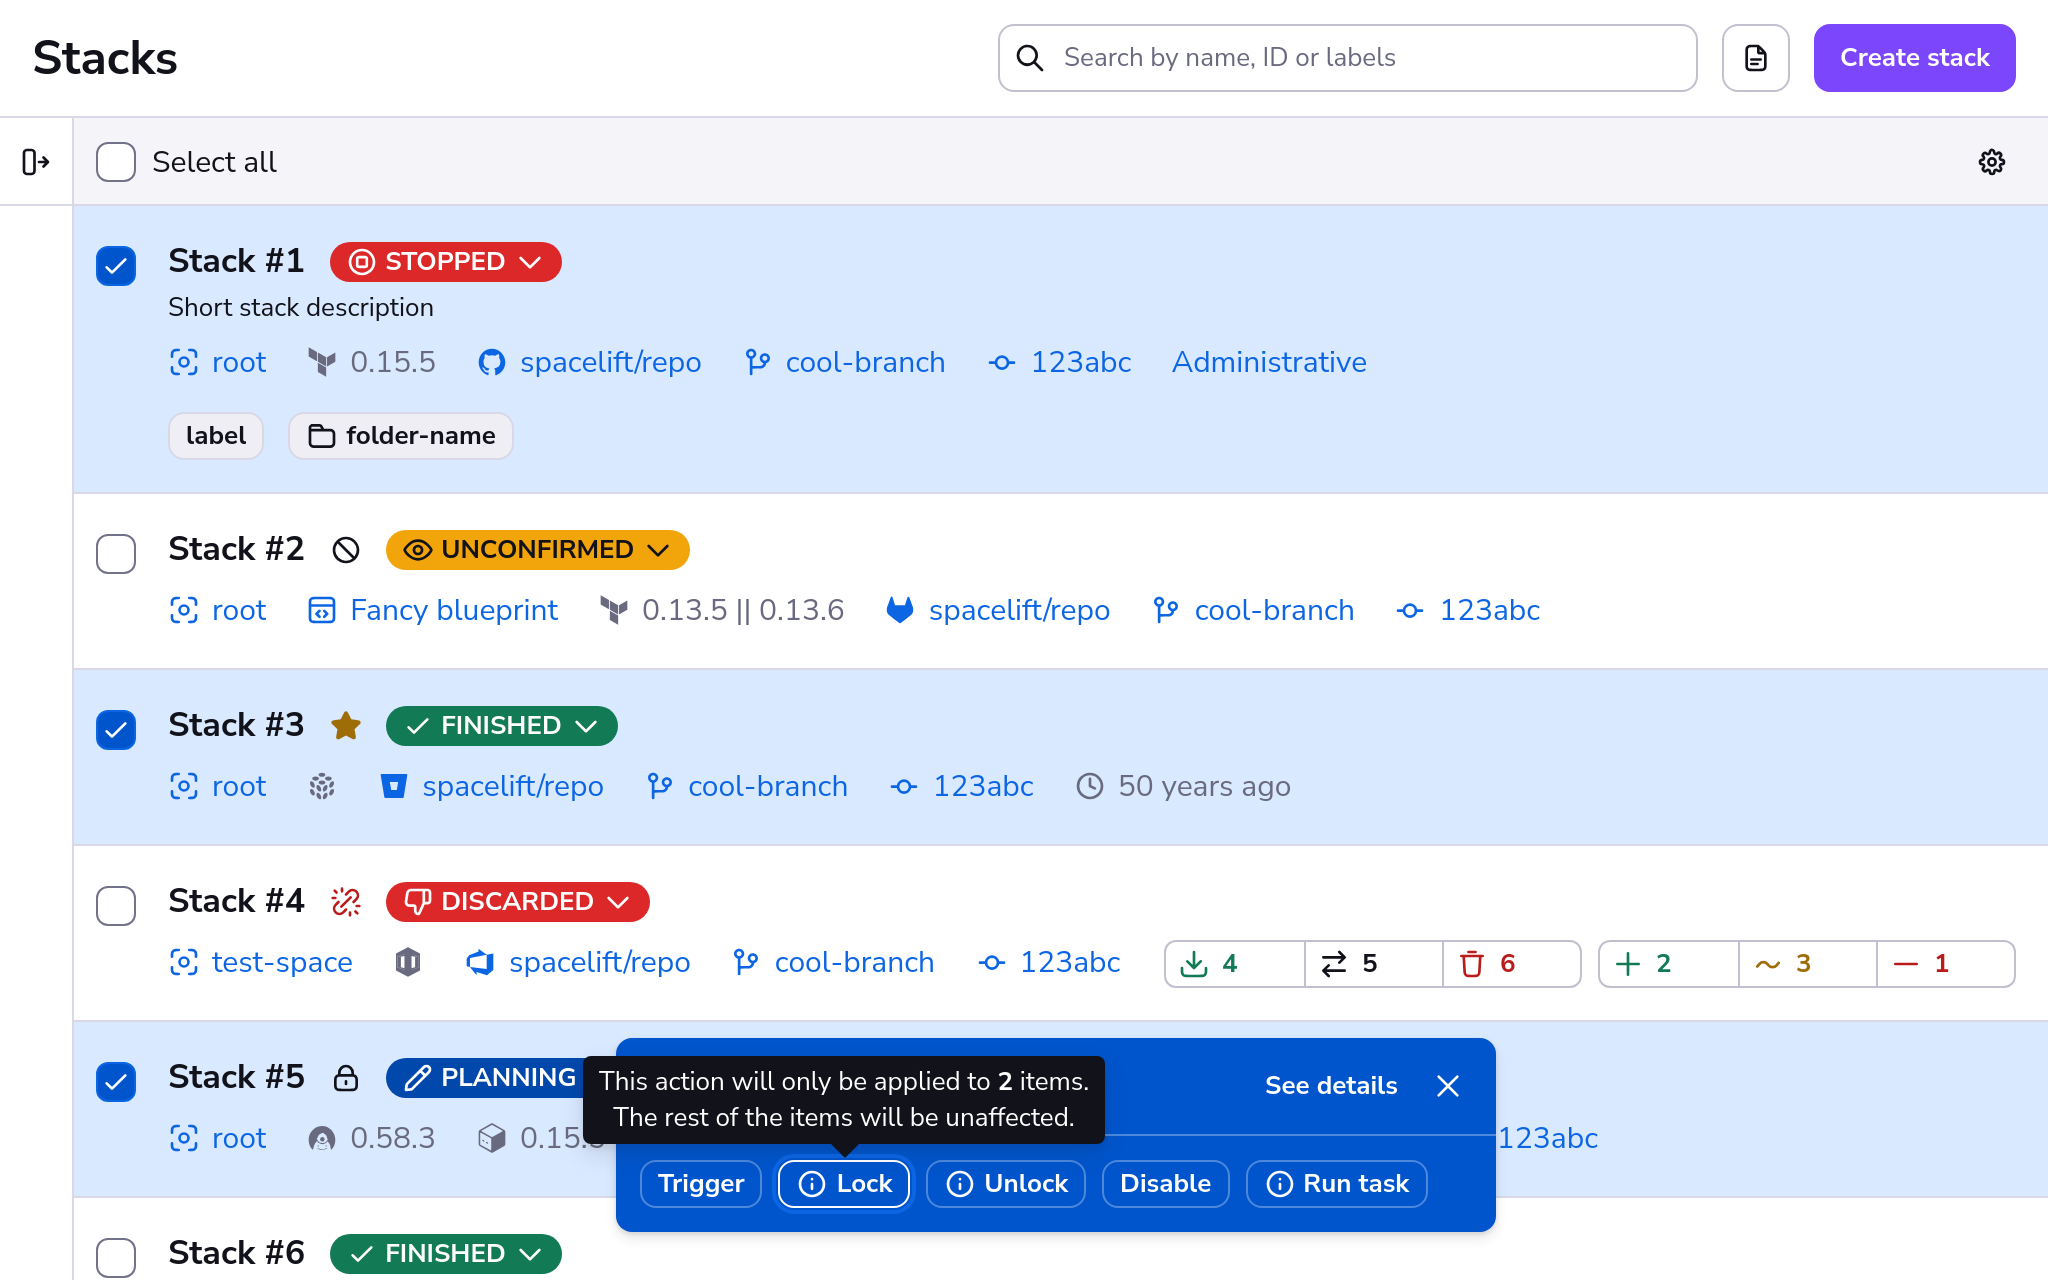 Stacks
Search by name, ID or labels
Create stack
Select all
Stack #1 STOPPED
Short stack description
root 0.15.5 spacelift/repo cool-branch 123abc Administrative
label folder-name
Stack #2 UNCONFIRMED
root Fancy blueprint 0.13.5 || 0.13.6 spacelift/repo cool-branch 123abc
Stack #3 FINISHED
root spacelift/repo cool-branch 123abc 50 years ago
Stack #4 DISCARDED
test-space spacelift/repo cool-branch 123abc 4 5 6 2 3 1
Stack #5 PLANNING
This action will only be applied to 2 items.
The rest of the items will be unaffected.
See details
root 0.58.3 123abc
Trigger Lock Unlock Disable Run task
Stack #6 FINISHED